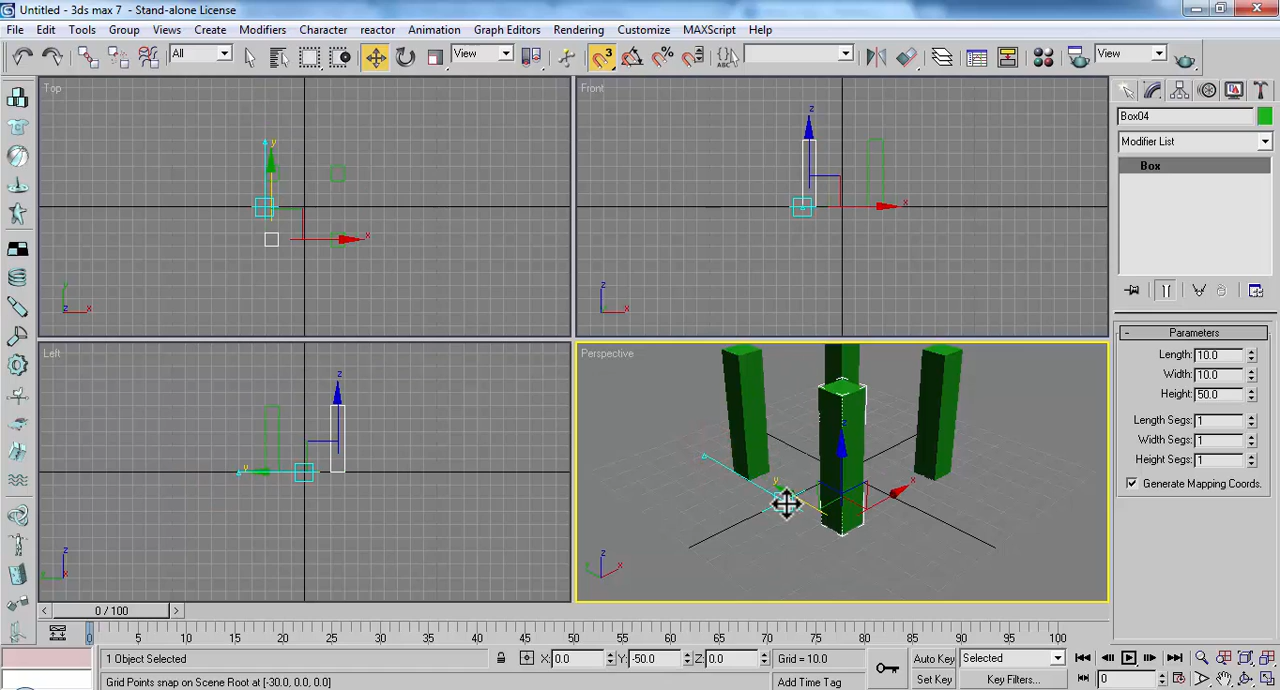 Untitled - 3ds max 7 - Stand-alone License
File Edit Tools Group Views Create Modifiers Character reactor Animation Graph Editors Rendering Customize MAXScript Help
All View 3 View
Top Front
Box04
Modifier List
Box
z
y
x
x
y
z x
z
x
Left Perspective
Parameters
Length: 10.0
Width: 10.0
Height: 50.0
Length Segs: 1
Width Segs: 1
Height Segs: 1
Generate Mapping Coords.
z
y
z
x
z
y
x
z
x
0 / 100
0 5 10 15 20 25 30 35 40 45 50 55 60 65 70 75 80 85 90 95 100
1 Object Selected X: 0.0 Y: -50.0 Z: 0.0 Grid = 10.0 Auto Key Selected
Grid Points snap on Scene Root at [-30.0, 0.0, 0.0] Add Time Tag Set Key Key Filters... 0